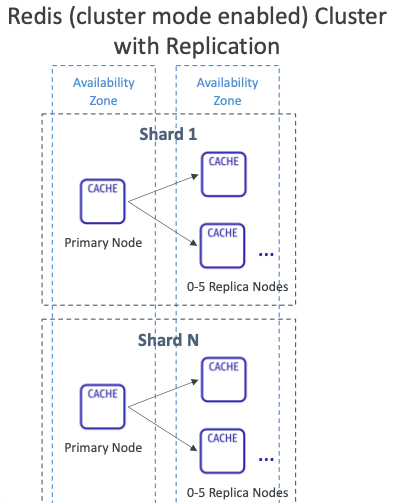 Redis (cluster mode enabled) Cluster
with Replication
Availability
Zone
Availability
Zone
Shard 1
CACHE
CACHE
Primary Node
CACHE
...
0-5 Replica Nodes
Shard N
CACHE
CACHE
Primary Node
CACHE
...
0-5 Replica Nodes